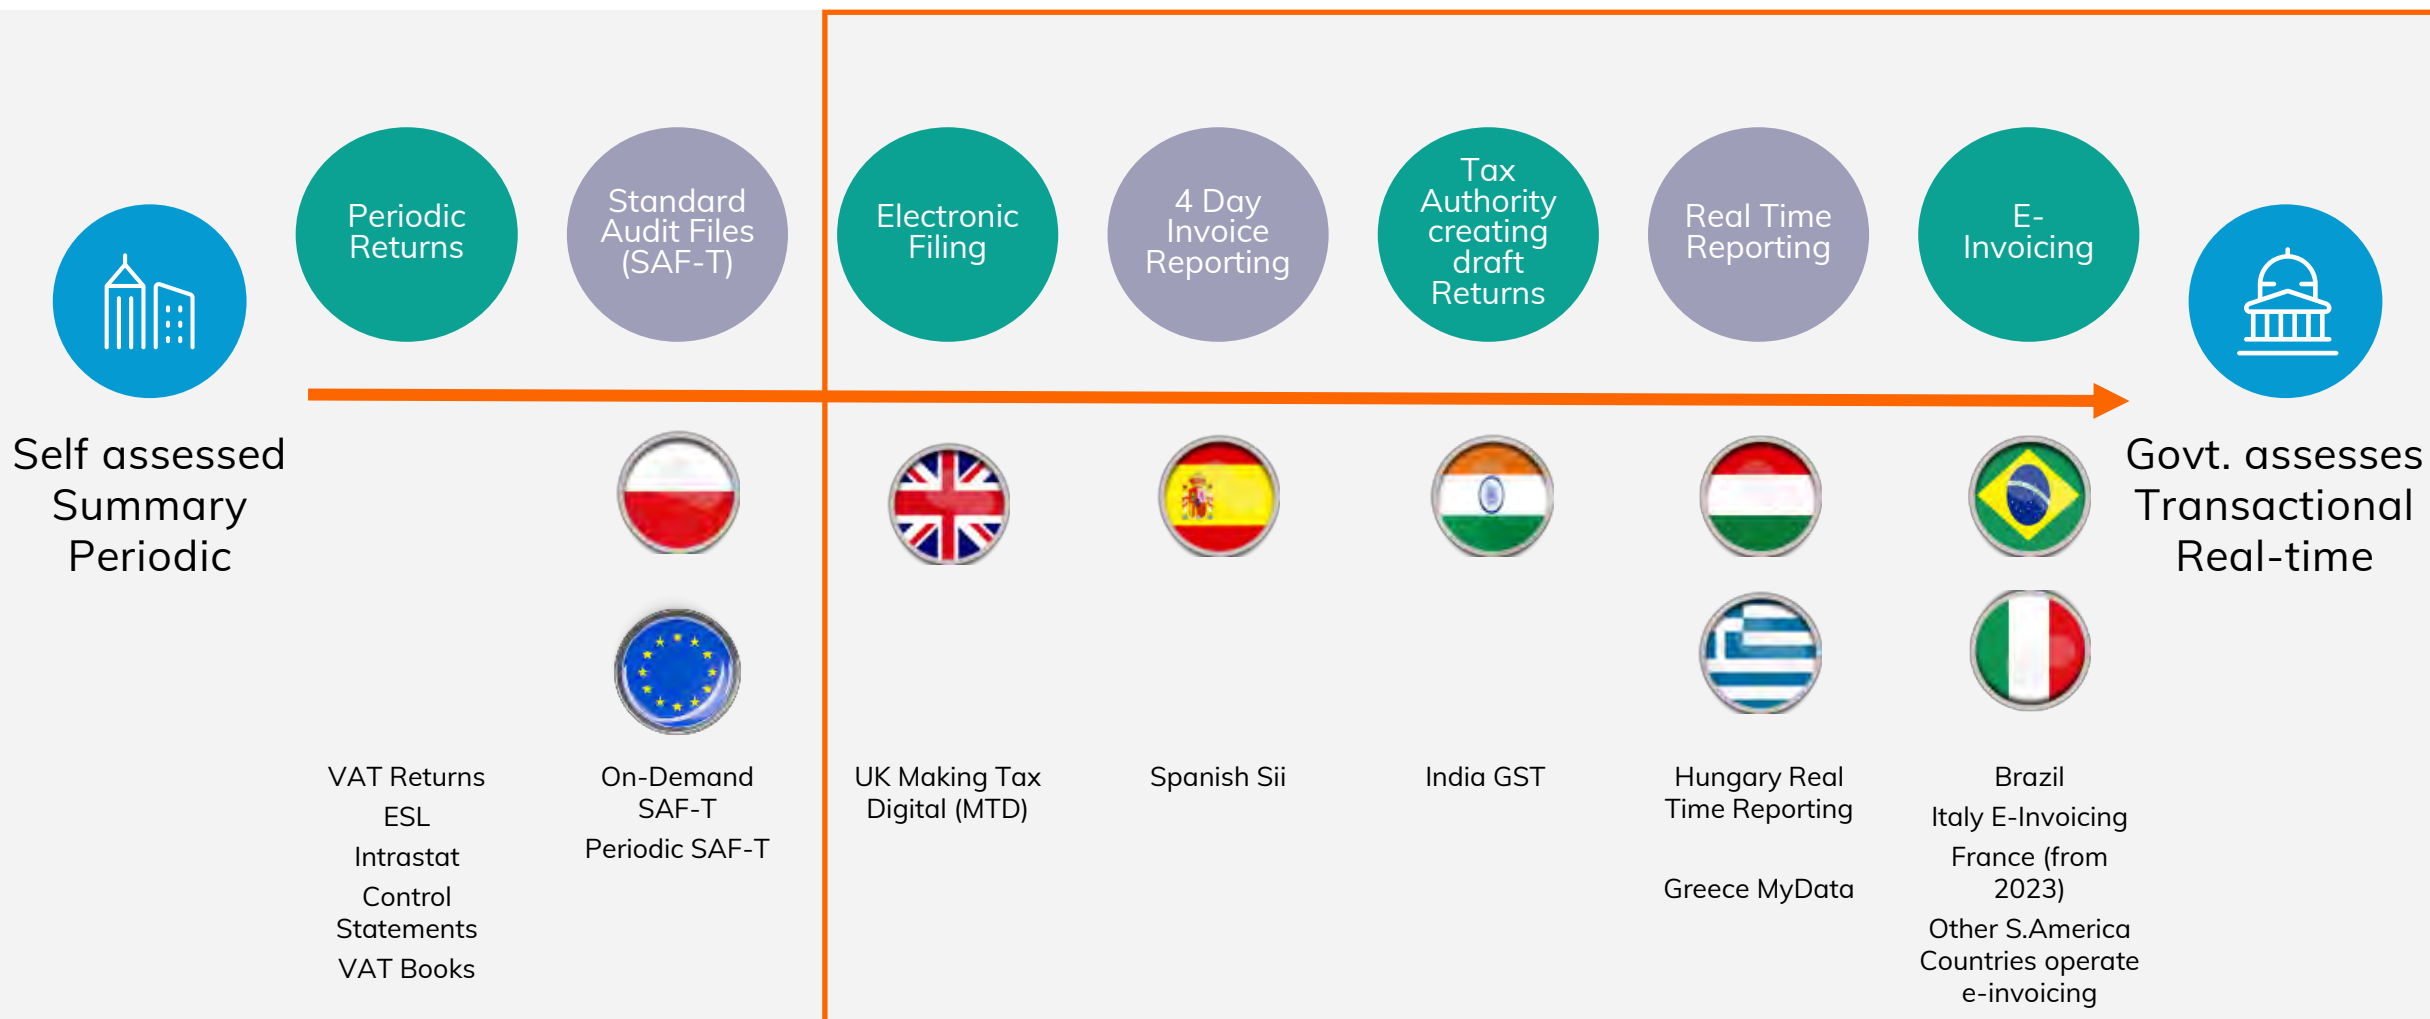 Periodic
Returns
Standard
Audit Files
(SAF-T)
Electronic
Filing
4 Day
Invoice
Reporting
Tax
Authority
creating
draft
Returns
Real Time
Reporting
E-
Invoicing
Self assessed
Summary
Periodic
Govt. assesses
Transactional
Real-time
VAT Returns
ESL
Intrastat
Control
Statements
VAT Books
On-Demand
SAF-T
Periodic SAF-T
UK Making Tax
Digital (MTD)
Spanish Sii
India GST
Hungary Real
Time Reporting
Greece MyData
Brazil
Italy E-Invoicing
France (from
2023)
Other S.America
Countries operate
e-invoicing